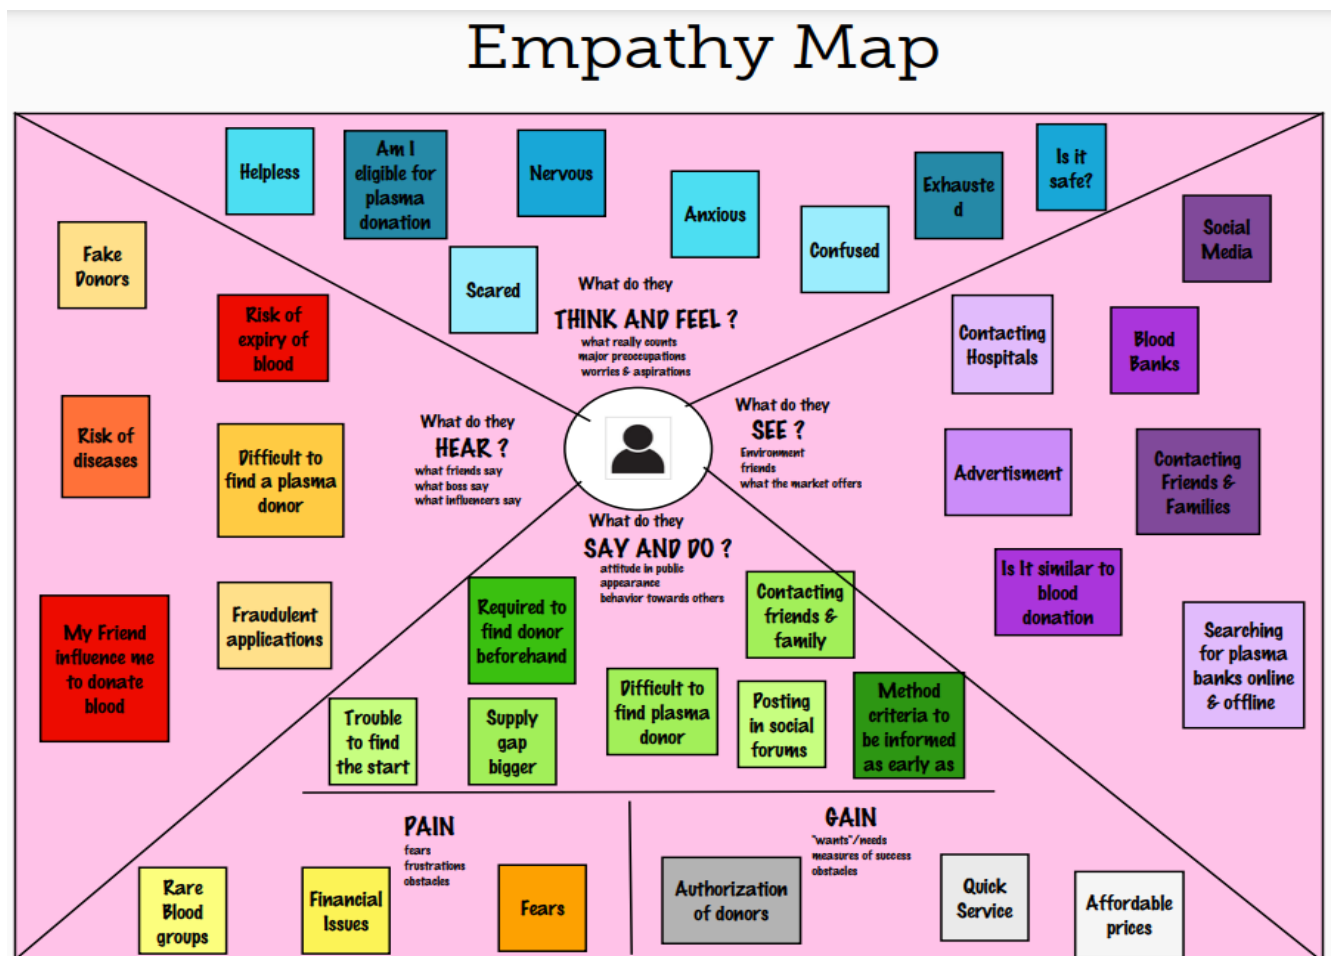 Empathy Map
Helpless
Am I
eligible for
plasma
donation
Nervous
Anxious
Exhauste
d
Is it
safe?
Scared
Confused
What do they
THINK AND FEEL ?
what really counts
major preoccupations
worries & aspirations
Fake
Donors
Risk of
expiry of
blood
Risk of
diseases
Difficult to
find a plasma
donor
Fraudulent
applications
My Friend
influence me
to donate
blood
What do they
HEAR ?
what friends say
what boss say
what influencers say
What do they
SEE ?
Environment
friends
what the market offers
Social
Media
Contacting
Hospitals
Blood
Banks
Advertisment
Contacting
Friends &
Families
Is It similar to
blood
donation
Searching
for plasma
banks online
& offline
What do they
SAY AND DO ?
attitude in public
appearance
behavior towards others
Required to
find donor
beforehand
Contacting
friends &
family
Trouble
to find
the start
Supply
gap
bigger
Difficult to
find plasma
donor
Posting
in social
forums
Method
criteria to
be informed
as early as
PAIN
fears
frustrations
obstacles
Rare
Blood
groups
Financial
Issues
Fears
GAIN
"wants"/needs
measures of success
obstacles
Authorization
of donors
Quick
Service
Affordable
prices